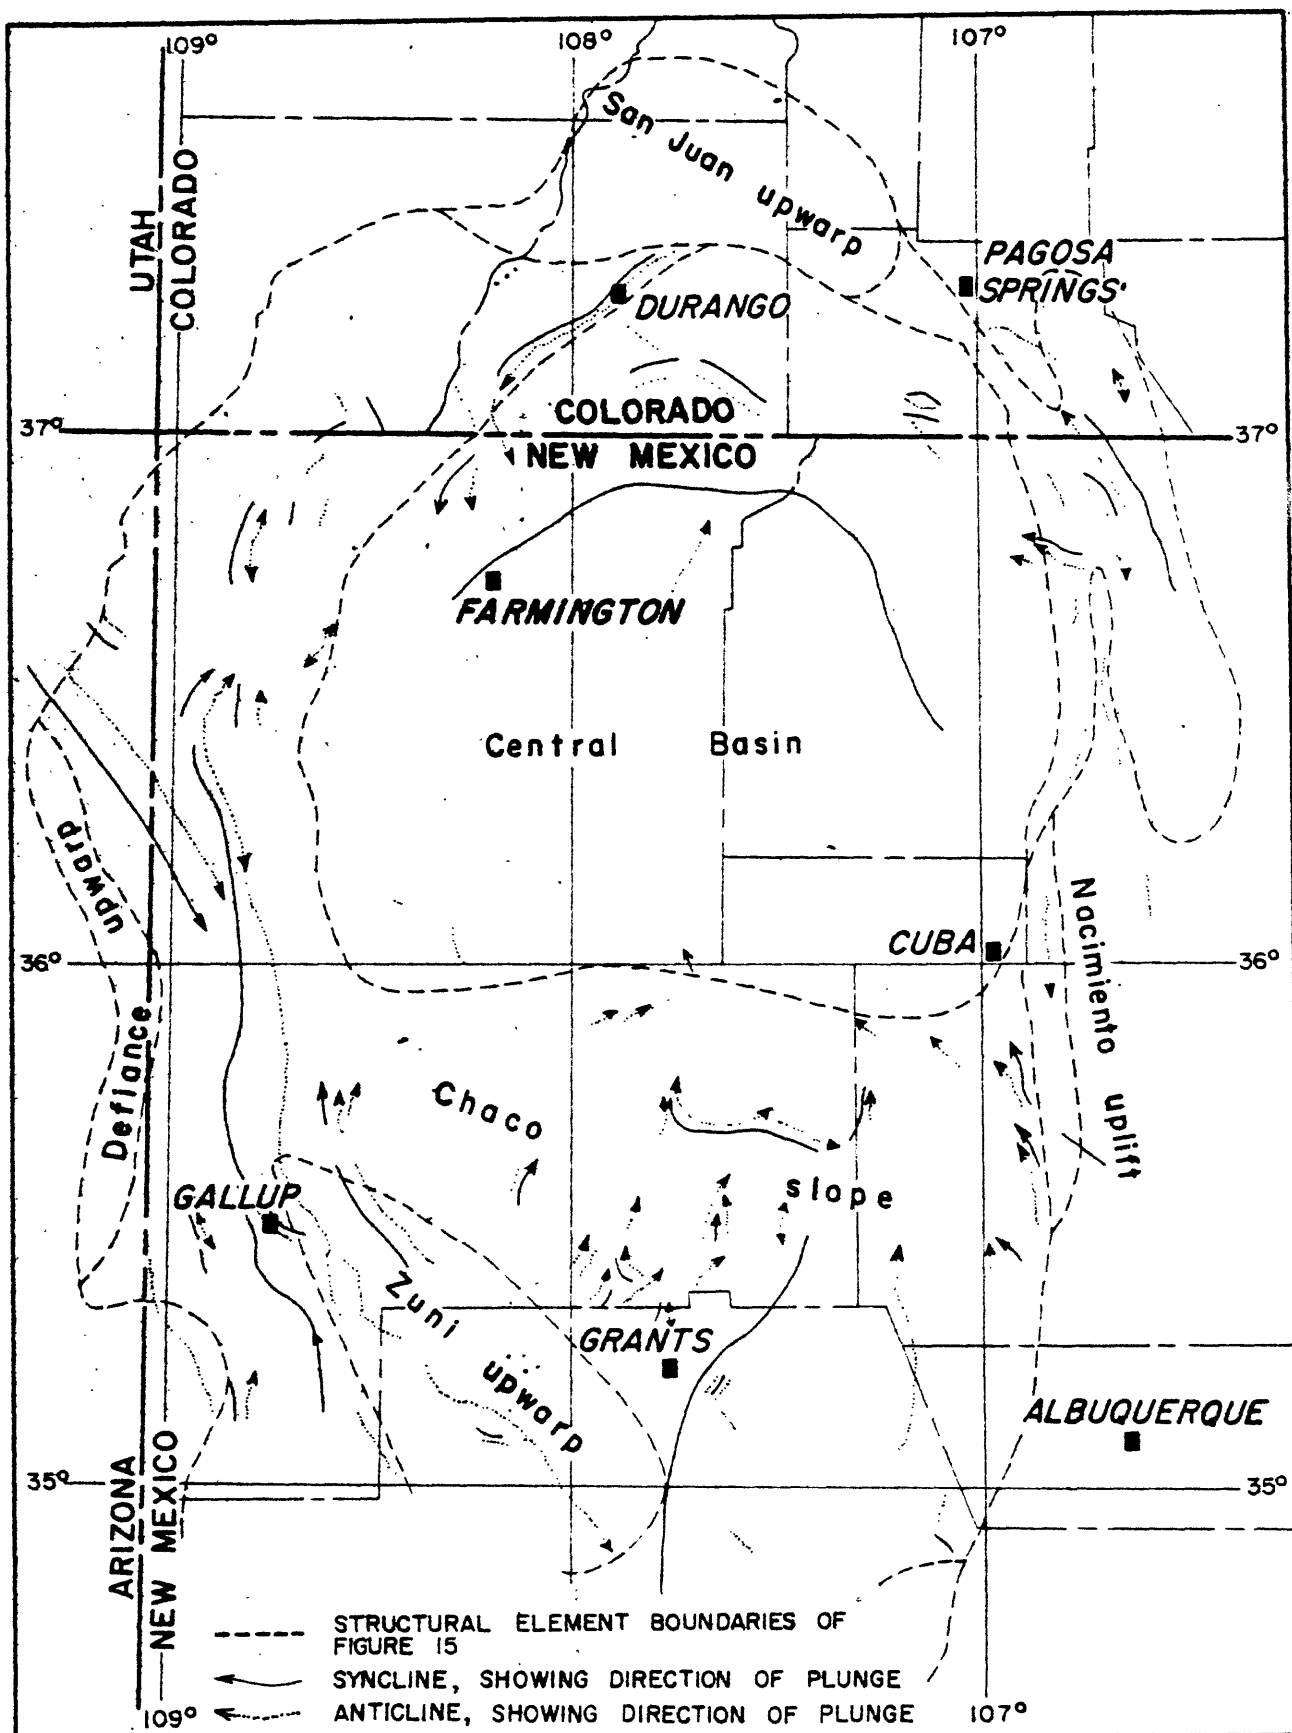 109°
108°
107°
San Juan upwarp
UTAH
COLORADO
PAGOSA
SPRINGS
DURANGO
37°
COLORADO
37°
NEW MEXICO
FARMINGTON
Central Basin
Defiance upwarp
Nacimiento uplift
CUBA
36°
36°
Chaco slope
GALLUP
Zuni upwarp
GRANTS
ALBUQUERQUE
35°
35°
ARIZONA
NEW MEXICO
STRUCTURAL ELEMENT BOUNDARIES OF
FIGURE 15
SYNCLINE, SHOWING DIRECTION OF PLUNGE
ANTICLINE, SHOWING DIRECTION OF PLUNGE
109°
107°